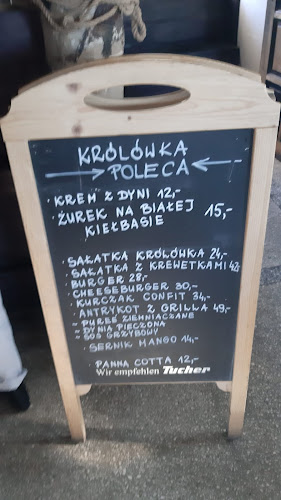 KRÓLÓWKA
POLECA
· KREM Z DYNI 12,-
· ŻUREK NA BIAŁEJ
KIEŁBASIE 15,-
· SAŁATKA KRÓLÓWKA 24,-
· SAŁATKA Z KREWETKAMI 42,-
· BURGER 28,-
· CHEESEBURGER 30,-
· KURCZAK CONFIT 34,-
· ANTRYKOT Z GRILLA 49,-
- PUREE ZIEMNIACZANE
- DYNIA PIECZONA
- SOS GRZYBOWY
· SERNIK MANGO 14,-
· PANNA COTTA 12,-
Wir empfehlen Tucher